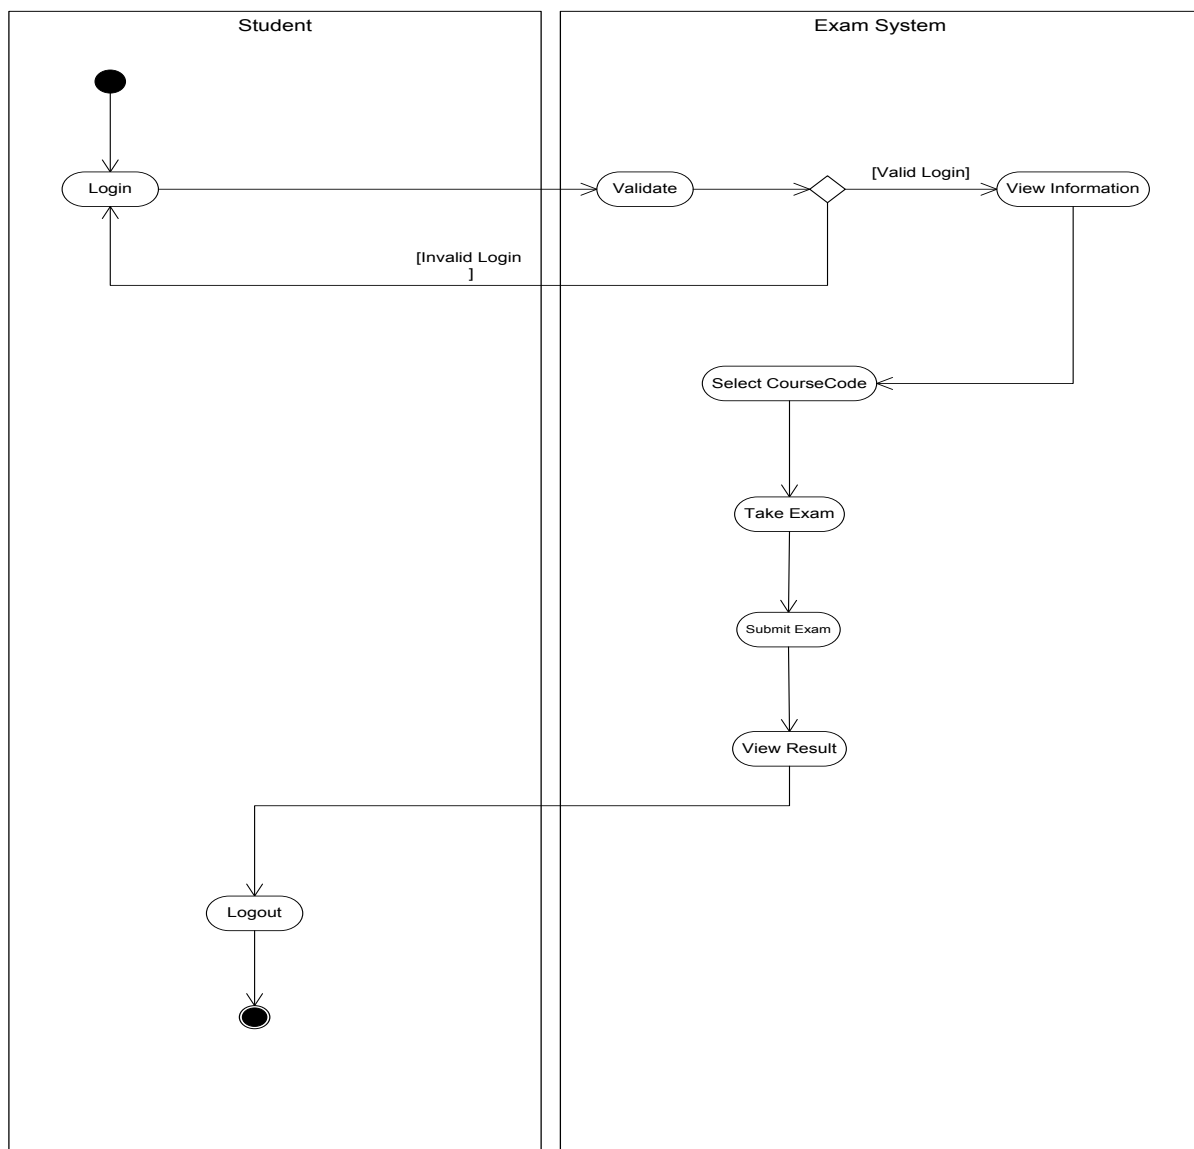 Student
Exam System
Login
Validate
[Valid Login]
View Information
[Invalid Login
]
Select CourseCode
Take Exam
Submit Exam
View Result
Logout